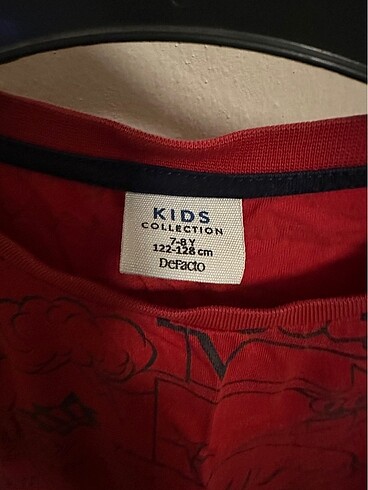 KIDS
COLLECTION
7-8 Y
122-128 cm
DeFacto